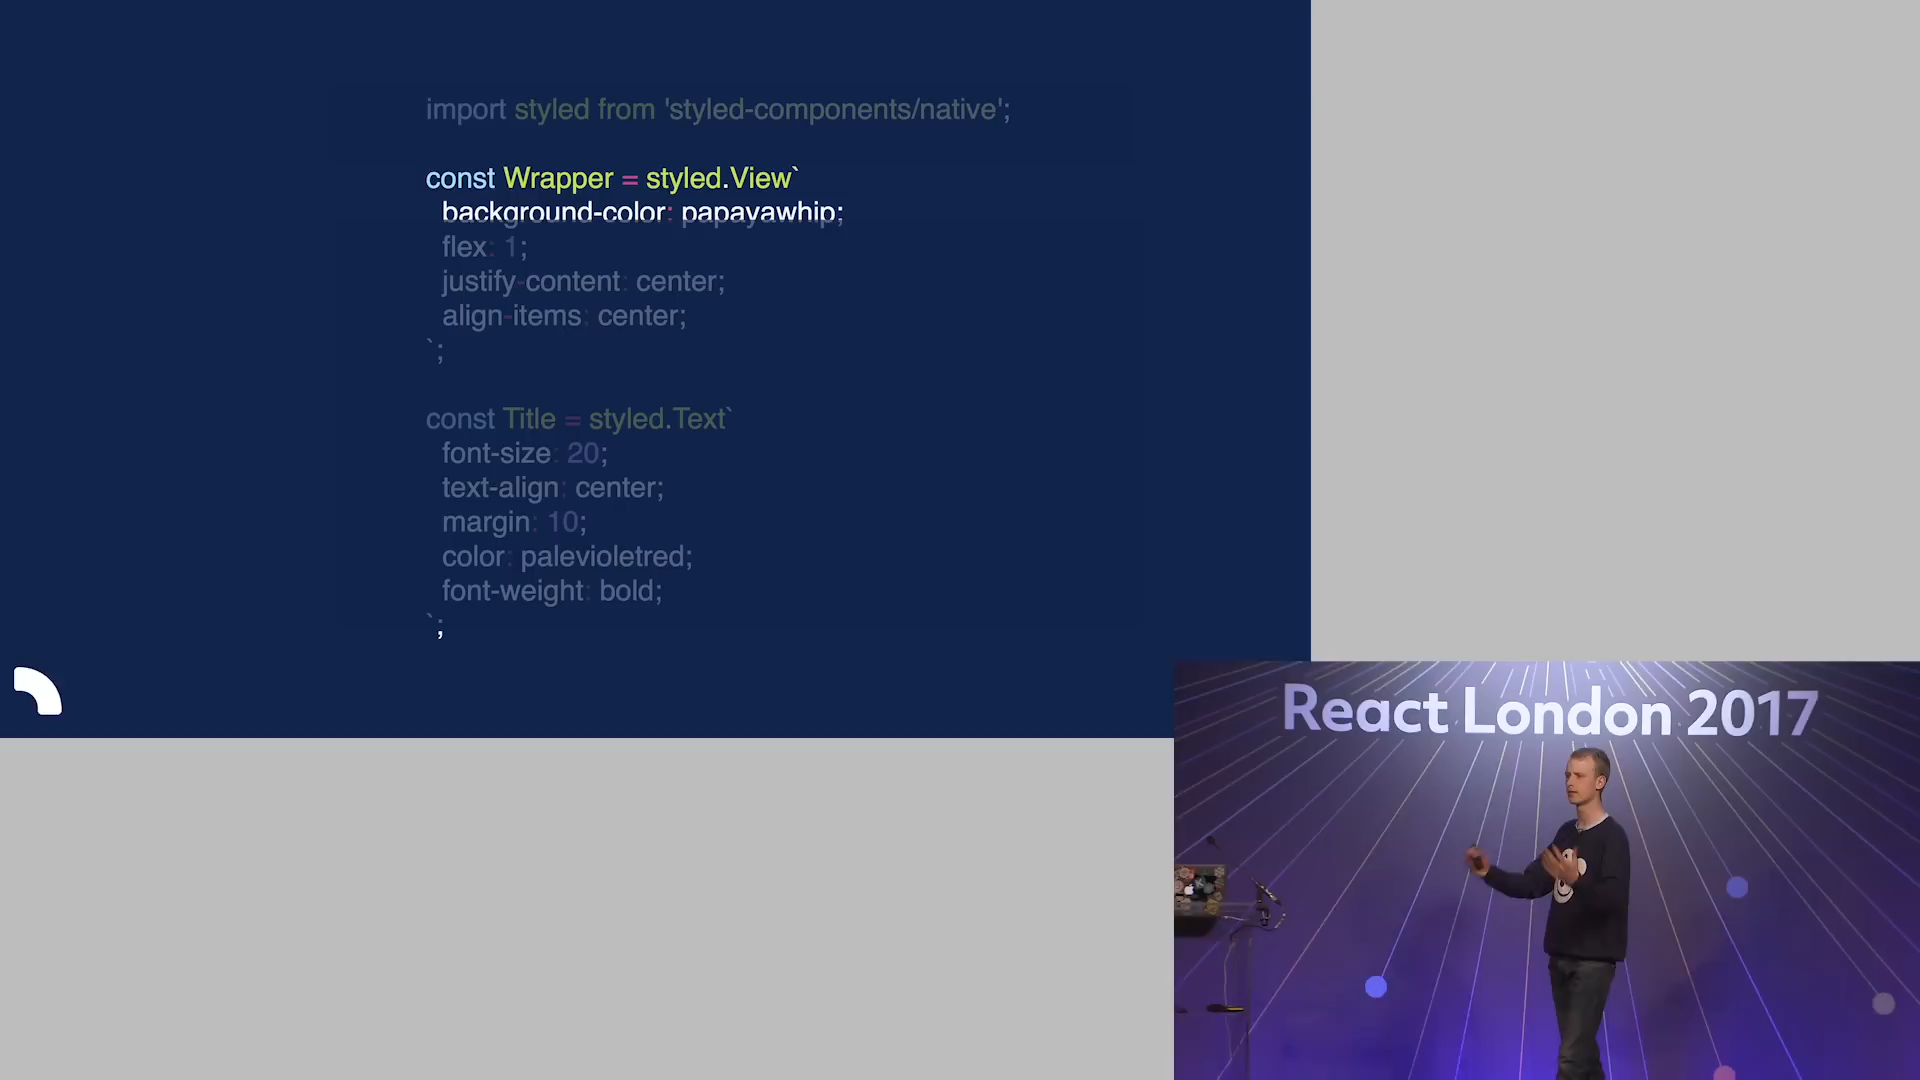 import styled from 'styled-components/native';
const Wrapper = styled.View`
background-color: papayawhip;
flex: 1;
justify-content: center;
align-items: center;
`;
const Title = styled.Text`
font-size: 20;
text-align: center;
margin: 10;
color: palevioletred;
font-weight: bold;
`;
React London 2017